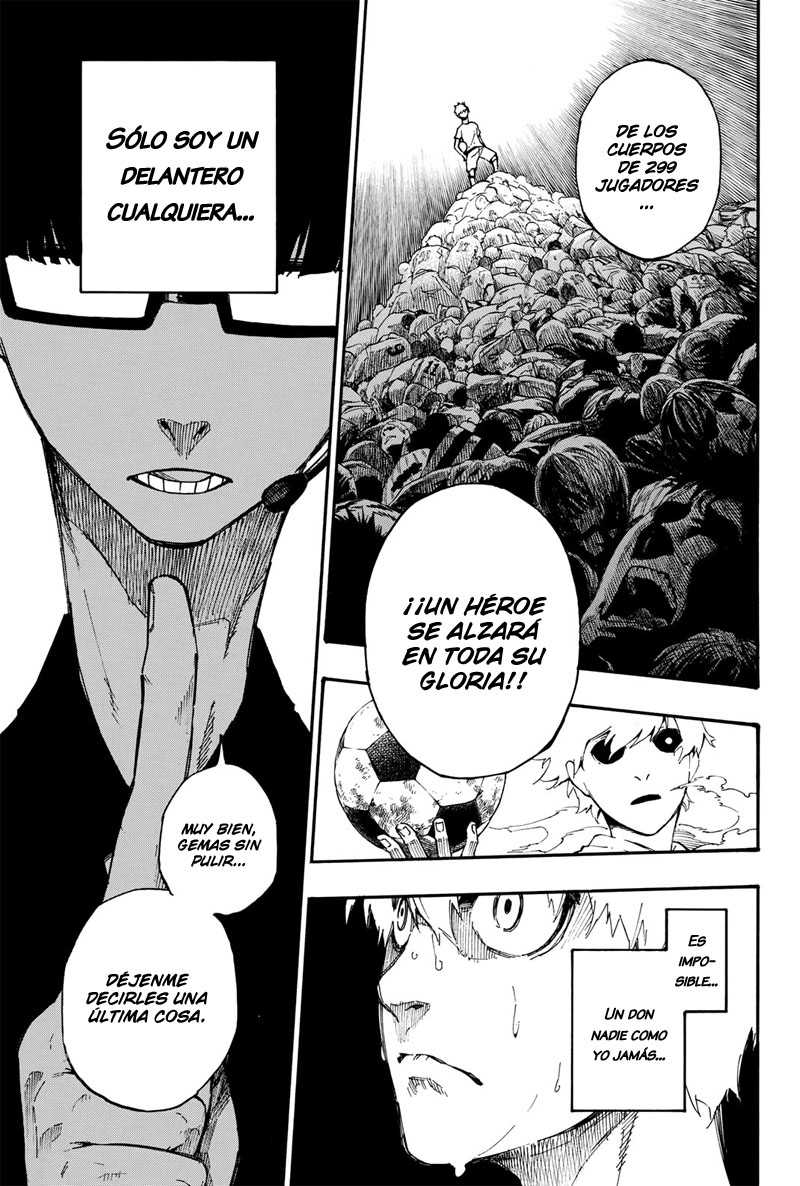 DE LOS
CUERPOS
DE 299
JUGADORES
...
¡¡UN HÉROE
SE ALZARÁ
EN TODA SU
GLORIA!!
ES
IMPO-
SIBLE...
UN DON
NADIE COMO
YO JAMÁS...
SÓLO SOY UN
DELANTERO
CUALQUIERA...
MUY BIEN,
GEMAS SIN
PULIR...
DÉJENME
DECIRLES UNA
ÚLTIMA COSA.